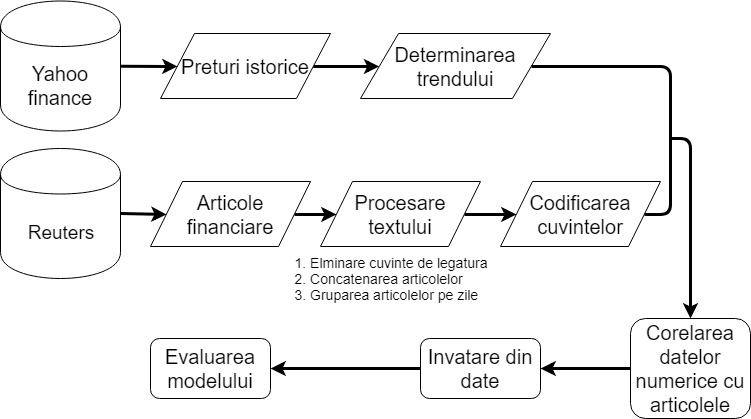 Yahoo
finance
Preturi istorice
Determinarea
trendului
Reuters
Articole
financiare
Procesare
textului
Codificarea
cuvintelor
1. Elminare cuvinte de legatura
2. Concatenarea articolelor
3. Gruparea articolelor pe zile
Corelarea
datelor
numerice cu
articolele
Invatare din
date
Evaluarea
modelului